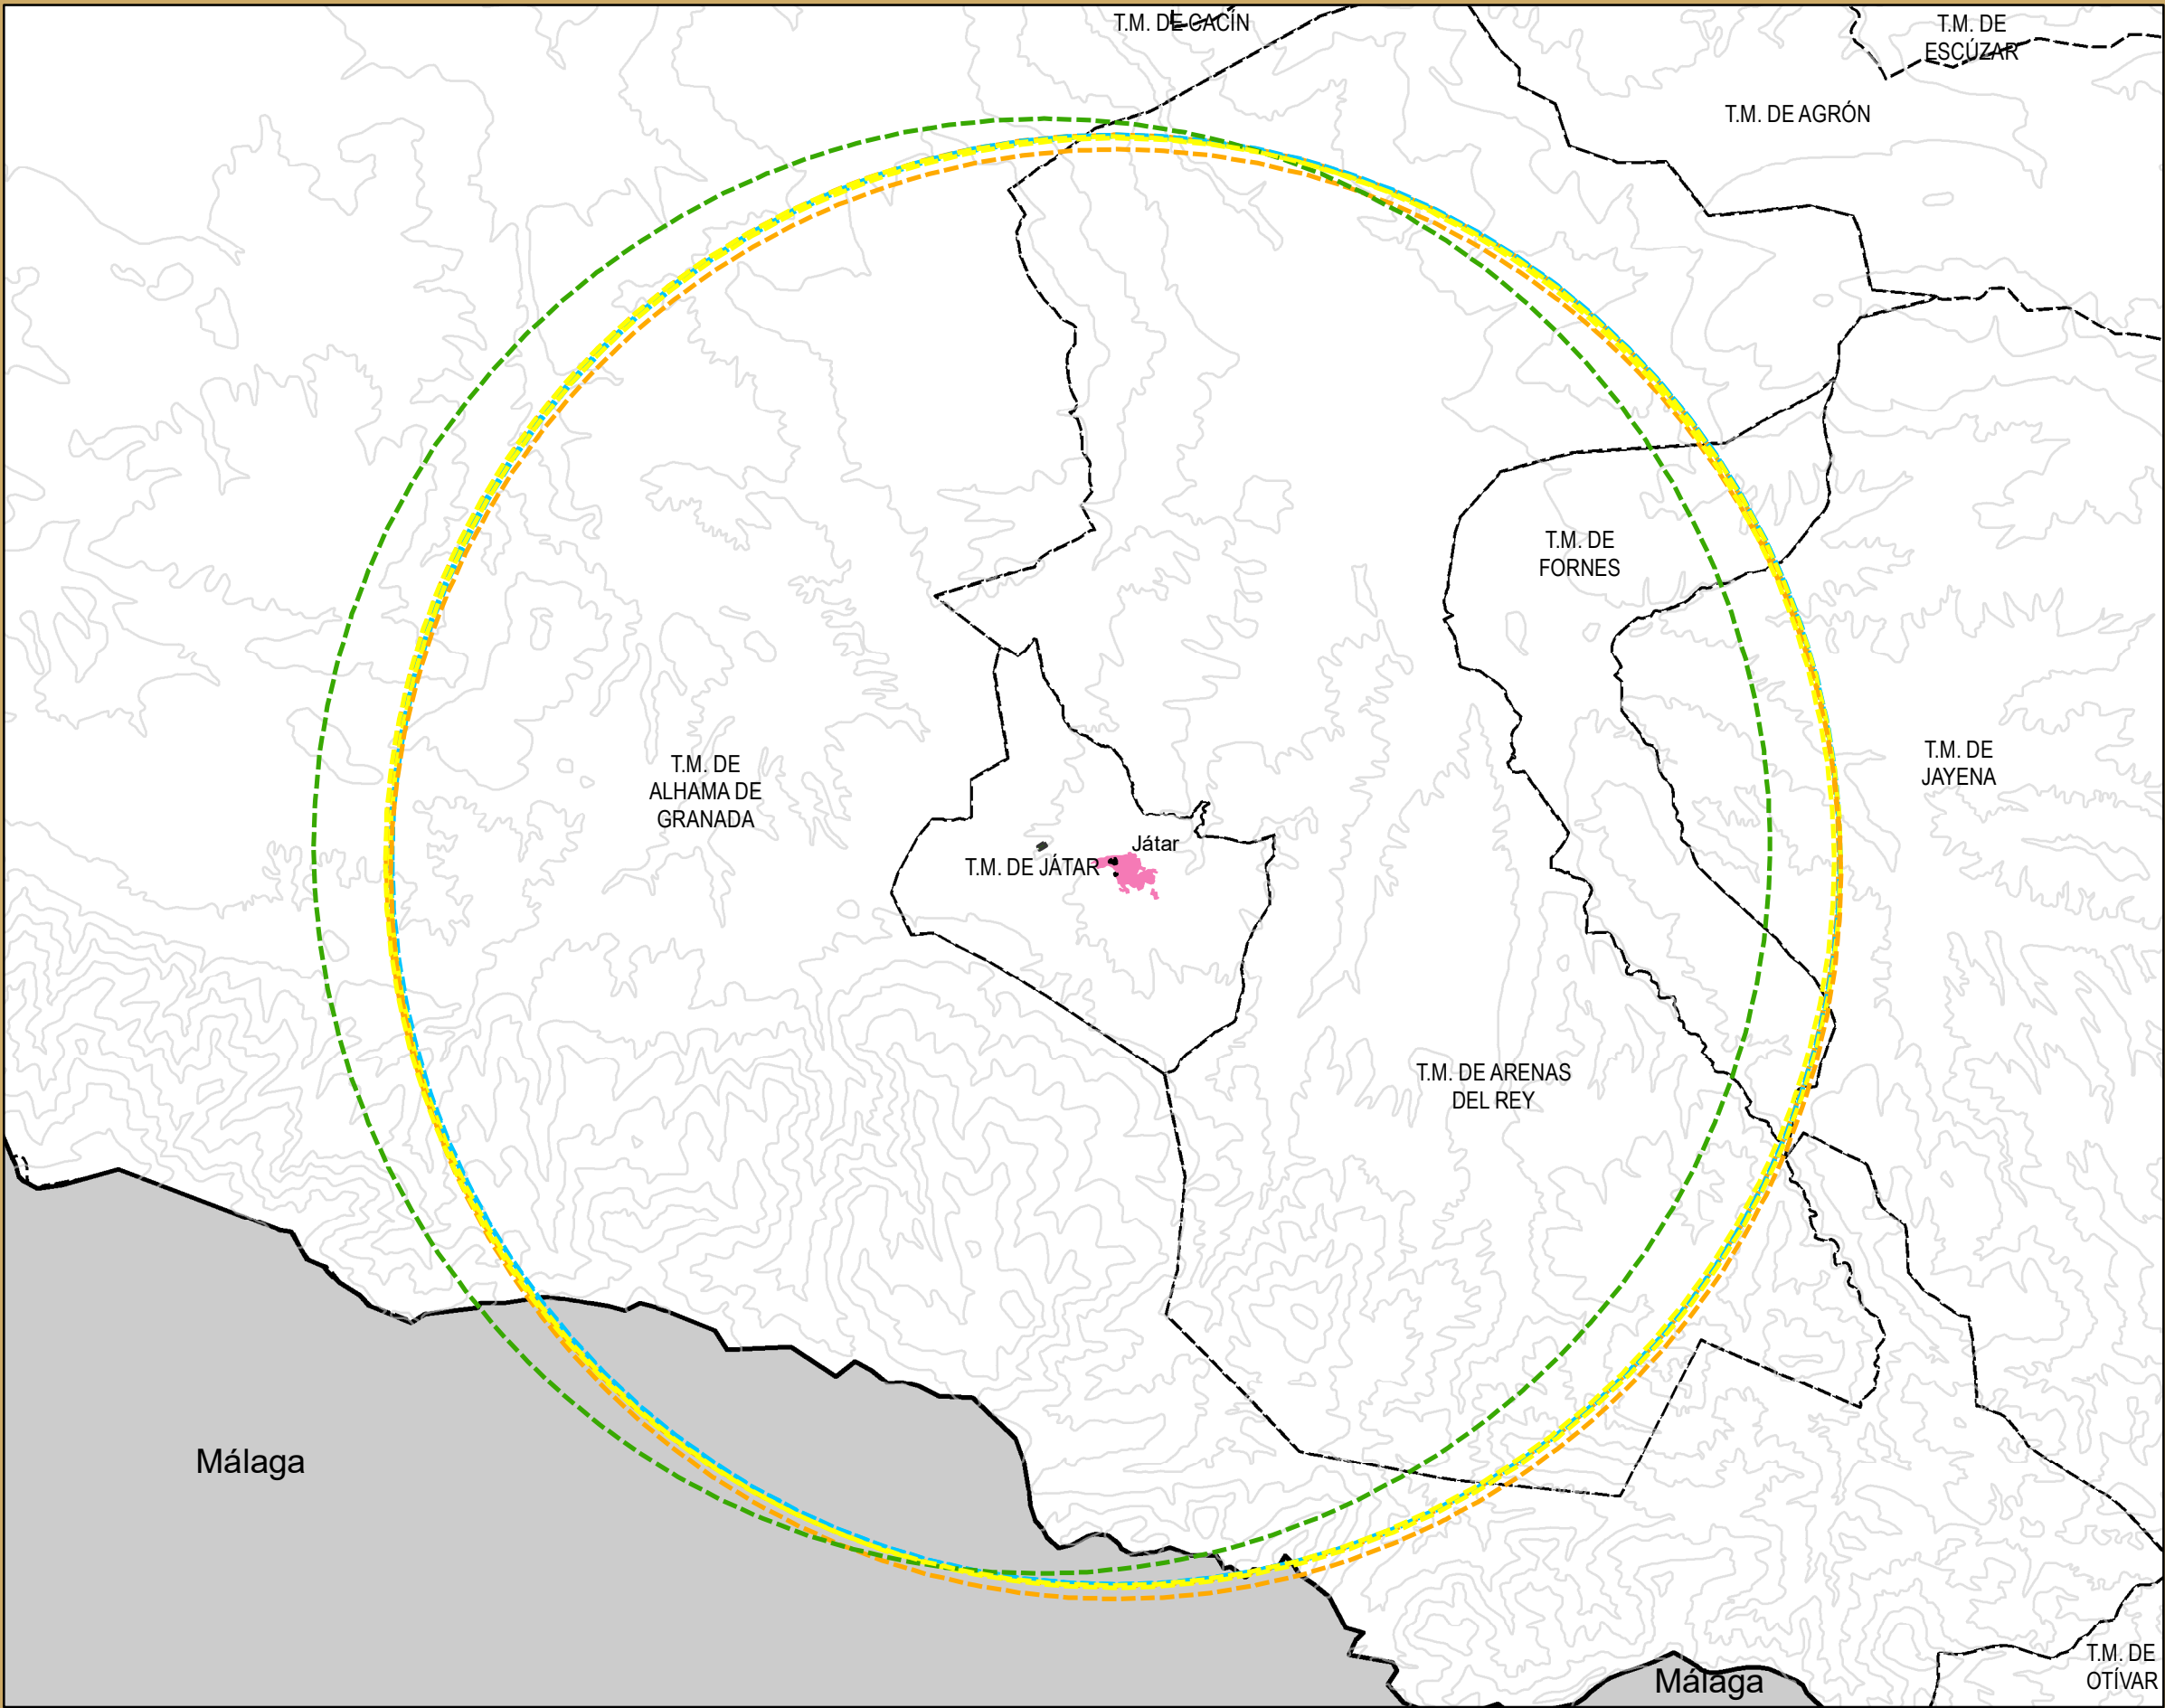 T.M. DE CACÍN
T.M. DE
ESCÚZAR
T.M. DE AGRÓN
T.M. DE
FORNES
T.M. DE
ALHAMA DE
GRANADA
T.M. DE
JAYENA
Játar
T.M. DE JÁTAR
T.M. DE ARENAS
DEL REY
Málaga
T.M. DE
OTÍVAR
Málaga